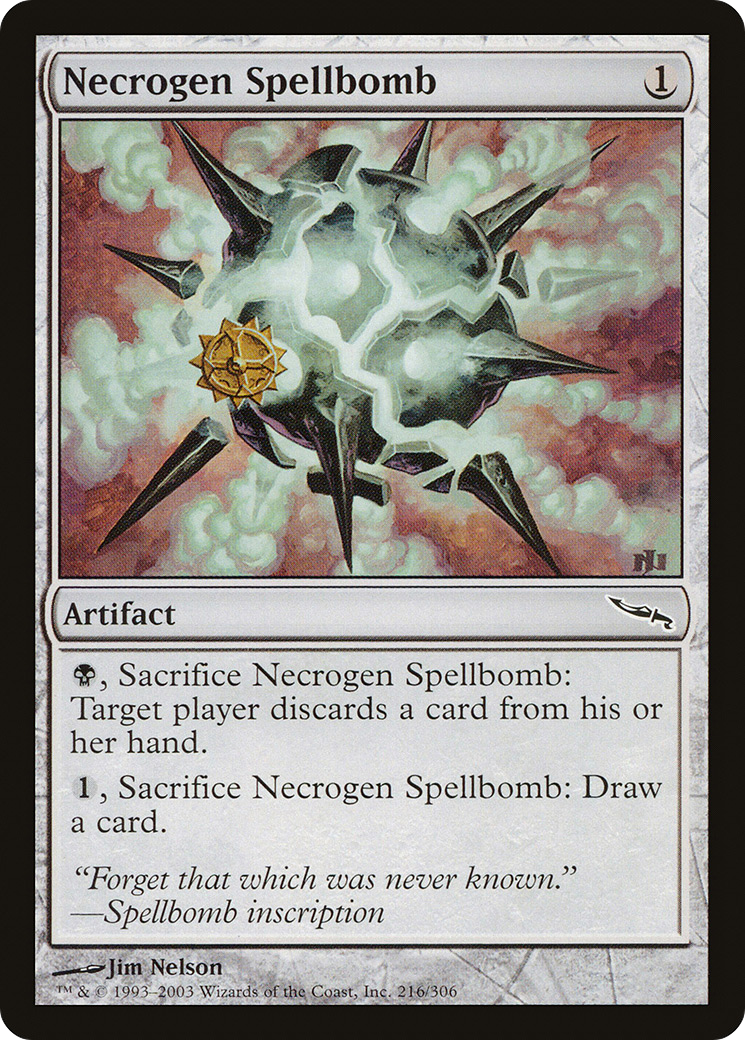 Necrogen Spellbomb 1
Artifact
, Sacrifice Necrogen Spellbomb:
Target player discards a card from his or
her hand.
1, Sacrifice Necrogen Spellbomb: Draw
a card.
“Forget that which was never known.”
—Spellbomb inscription
Jim Nelson
™ & © 1993–2003 Wizards of the Coast, Inc. 216/306